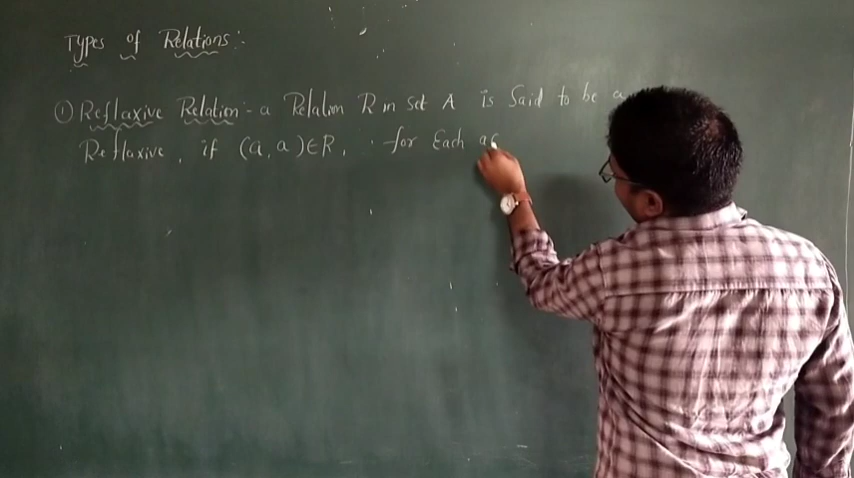 Types of Relations:-
① Reflaxive Relation - a Relation R in set A is Said to be a
Reflaxive, if (a, a) ∈ R, for Each a∈